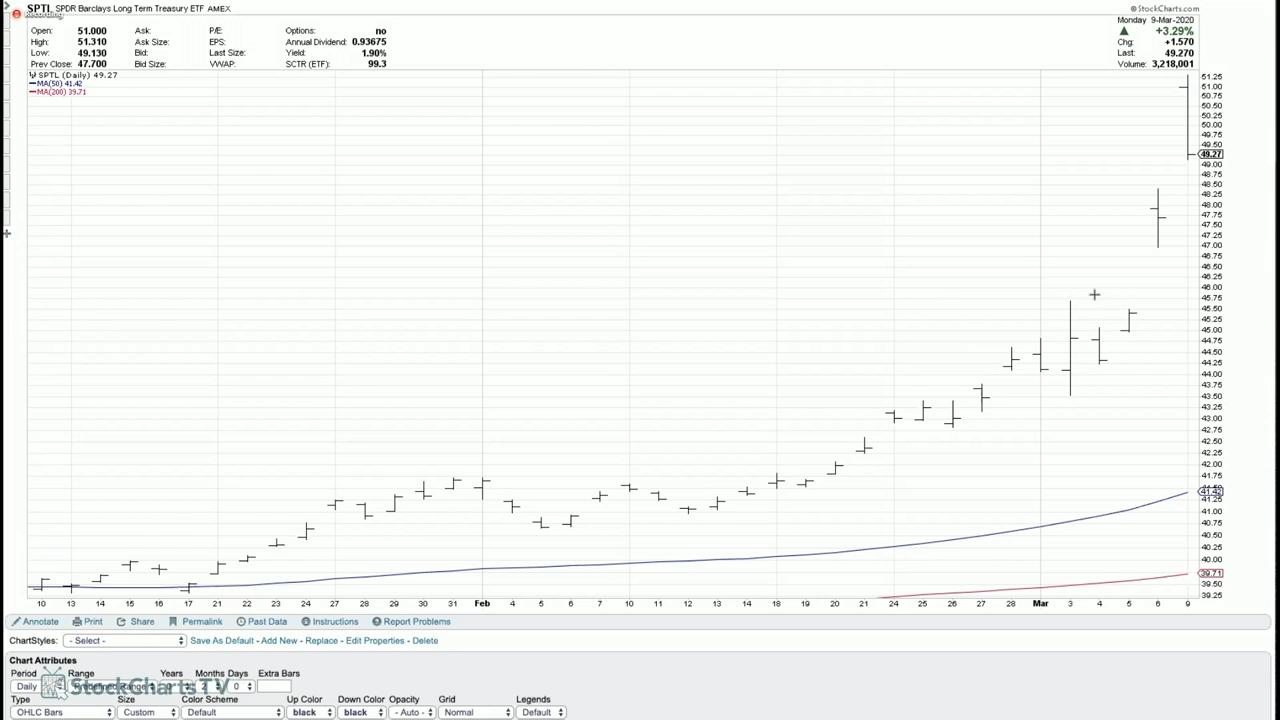 SPTL SPDR Barclays Long Term Treasury ETF AMEX
© StockCharts.com
Recording
Open: 51.000 Ask: P/E: Options: no
High: 51.310 Ask Size: EPS: Annual Dividend: 0.93675
Low: 49.130 Bid: Last Size: Yield: 1.90%
Prev Close: 47.700 Bid Size: VWAP: SCTR (ETF): 99.3
Monday 9-Mar-2020
+3.29%
Chg: +1.570
Last: 49.270
Volume: 3,218,001
SPTL (Daily) 49.27
MA(50) 41.42
MA(200) 39.71
51.25
51.00
50.75
50.50
50.25
50.00
49.75
49.50
49.27
49.00
48.75
48.50
48.25
48.00
47.75
47.50
47.25
47.00
46.75
46.50
46.25
46.00
45.75
45.50
45.25
45.00
44.75
44.50
44.25
44.00
43.75
43.50
43.25
43.00
42.75
42.50
42.25
42.00
41.75
41.42
41.25
41.00
40.75
40.50
40.25
40.00
39.71
39.50
39.25
10 13 14 15 16 17 21 22 23 24 27 28 29 30 31 Feb 4 5 6 7 10 11 12 13 14 18 19 20 21 24 25 26 27 28 Mar 3 4 5 6 9
Annotate Print Share Permalink Past Data Instructions Report Problems
ChartStyles: - Select - Save As Default - Add New - Replace - Edit Properties - Delete
Chart Attributes
Period Range Years Months Days Extra Bars
Daily Predefined Range 0 2 0
StockChartsTV
Type Size Color Scheme Up Color Down Color Opacity Grid Legends
OHLC Bars Custom Default black black - Auto - Normal Default